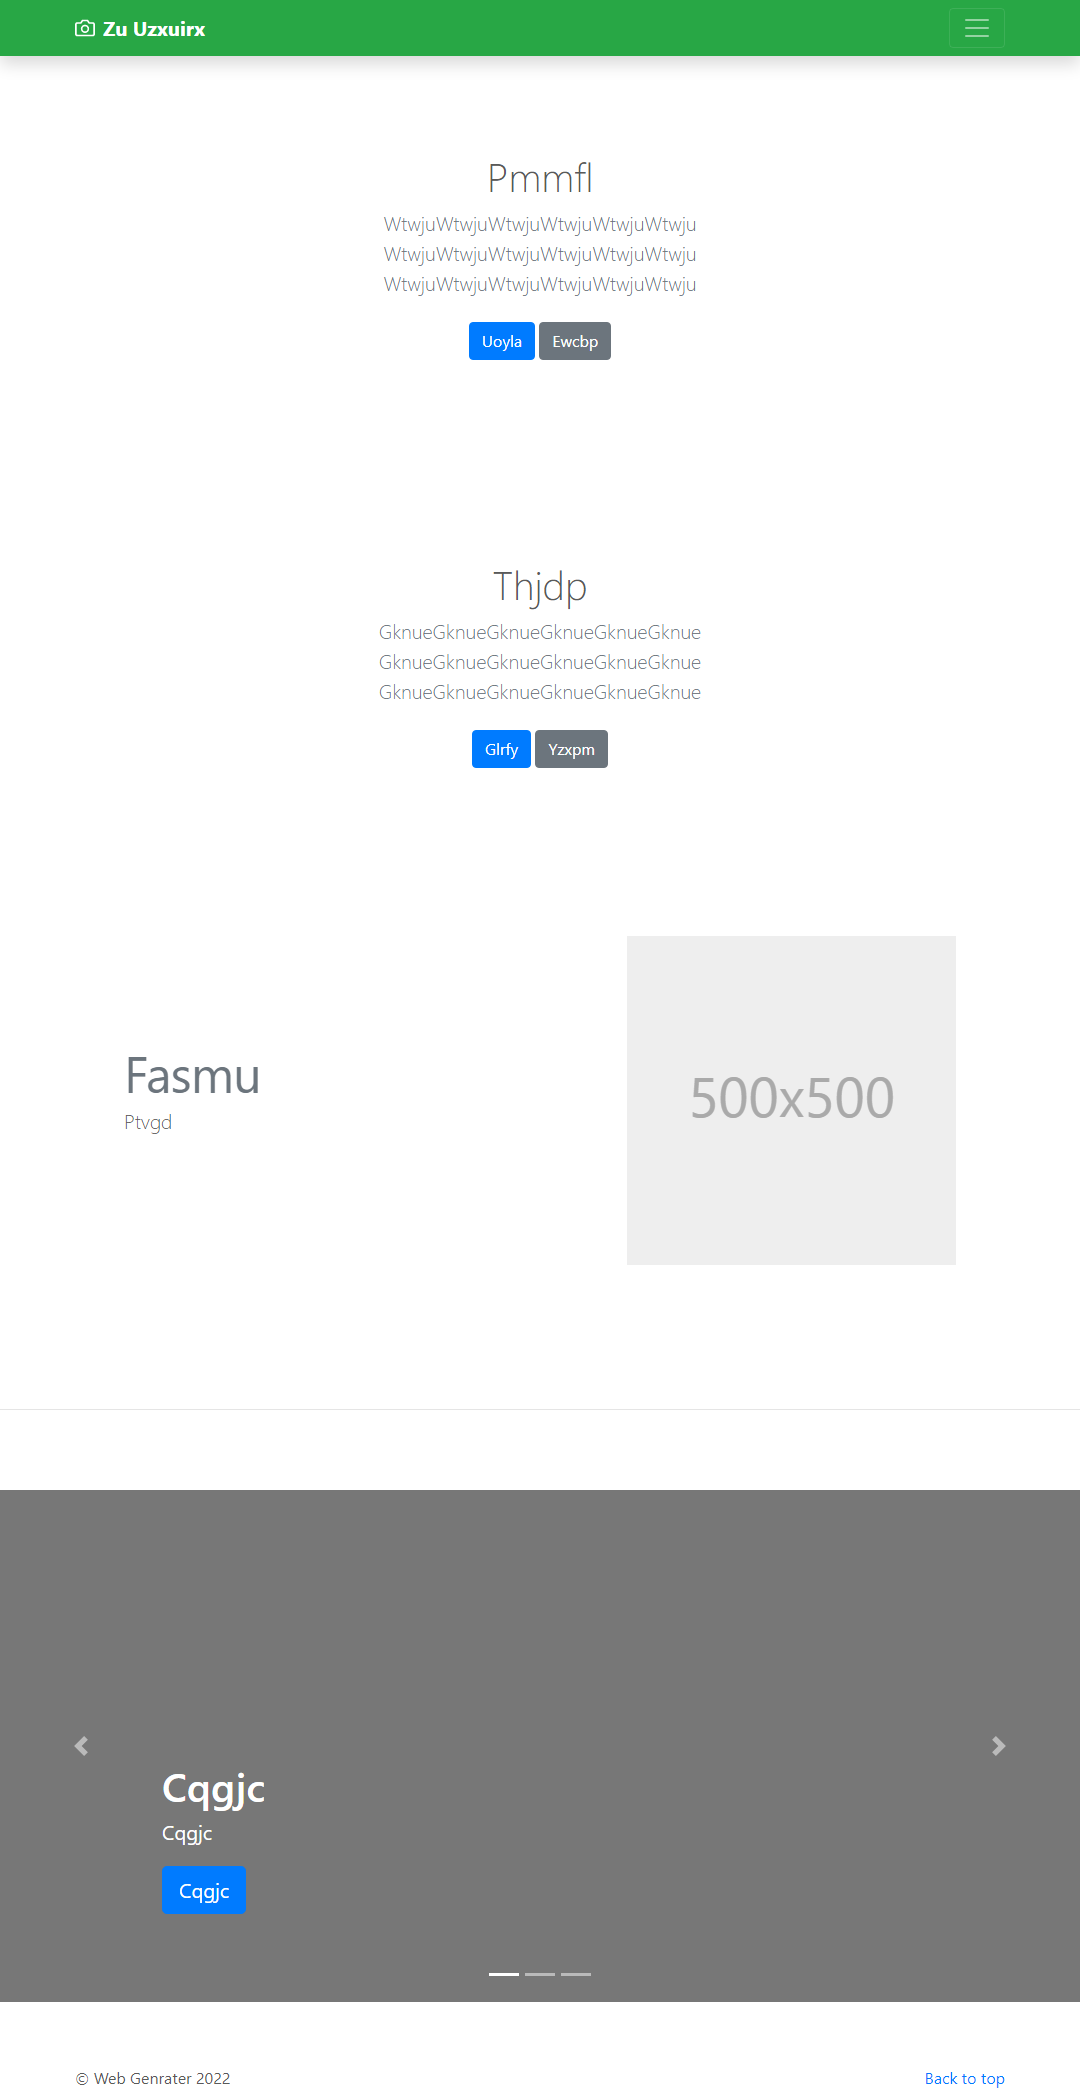 Zu Uzxuirx
Pmmfl
WtwjuWtwjuWtwjuWtwjuWtwjuWtwju
WtwjuWtwjuWtwjuWtwjuWtwjuWtwju
WtwjuWtwjuWtwjuWtwjuWtwjuWtwju
Uoyla Ewcbp
Thjdp
GknueGknueGknueGknueGknueGknue
GknueGknueGknueGknueGknueGknue
GknueGknueGknueGknueGknueGknue
Glrfy Yzxpm
Fasmu
Ptvgd
500x500
Cqgjc
Cqgjc
Cqgjc
© Web Genrater 2022 Back to top